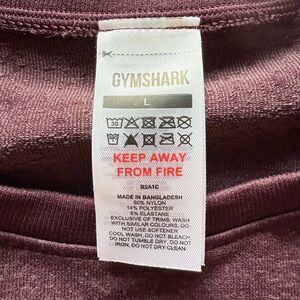 GYMSHARK
L
30
KEEP AWAY
FROM FIRE
B2A1C
MADE IN BANGLADESH
80% NYLON
14% POLYESTER
6% ELASTANE
EXCLUSIVE OF TRIMS. WASH
WITH SIMILAR COLOURS, DO
NOT USE SOFTENER
COOL WASH, DO NOT BLEACH,
DO NOT TUMBLE DRY, DO NOT
IRON, DO NOT DRY CLEAN